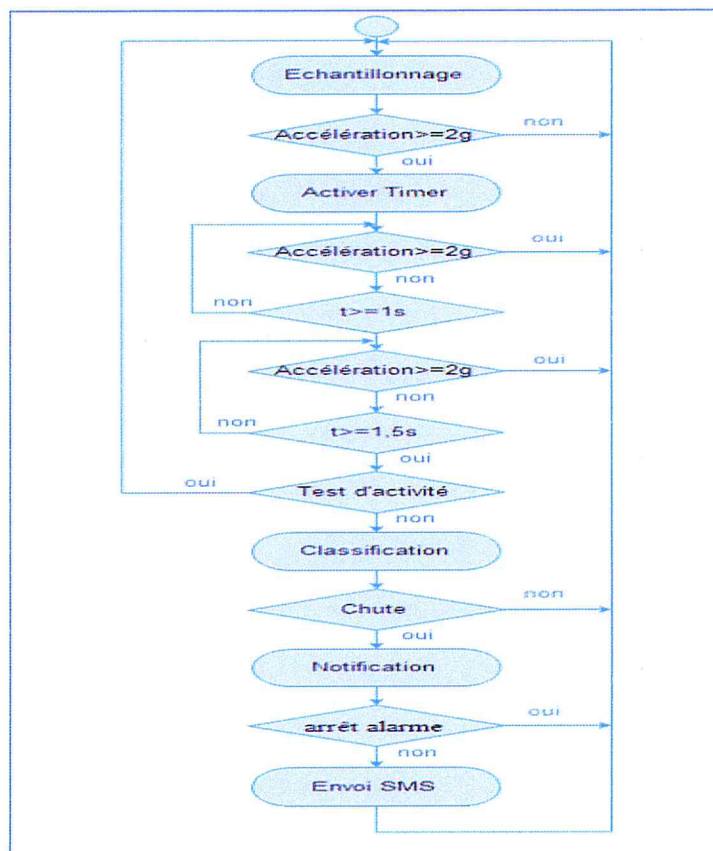 Echantillonnage
Accélération>=2g
non
oui
Activer Timer
Accélération>=2g
oui
non
non
t>=1s
Accélération>=2g
oui
non
non
t>=1,5s
oui
oui
Test d'activité
non
Classification
Chute
non
oui
Notification
arrêt alarme
oui
non
Envoi SMS